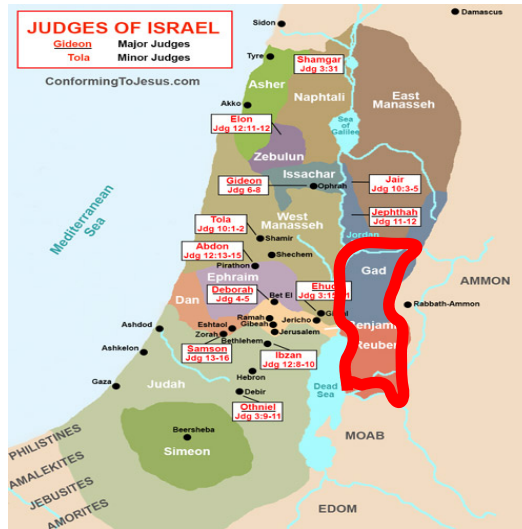 JUDGES OF ISRAEL
Gideon Major Judges
Tola Minor Judges
ConformingToJesus.com
Damascus
Sidon
Tyre
Shamgar
Jdg 3:31
Asher
Naphtali
East
Manasseh
Akko
Elon
Jdg 12:11-12
Sea
of
Galilee
Zebulun
Issachar
Gideon
Jdg 6-8
Ophrah
Jair
Jdg 10:3-5
Mediterranean
Sea
West
Manasseh
Jephthah
Jdg 11-12
Tola
Jdg 10:1-2
Shamir
Jordan
Abdon
Jdg 12:13-15
Shechem
Pirathon
Gad
Ephraim
AMMON
Deborah
Jdg 4-5
Ehud
Jdg
Bet El
Dan
Rabbath-Ammon
Ramah
Gibeah
Jericho
Ashdod
Eshtaol
Zorah
Jerusalem
Benjamin
Bethlehem
Reuben
Samson
Jdg 13-16
Ashkelon
Ibzan
Jdg 12:8-10
Gaza
Judah
Hebron
Debir
Dead
Sea
Othniel
Jdg 3:9-11
Beersheba
Simeon
MOAB
PHILISTINES
AMALEKITES
JEBUSITES
AMORITES
EDOM